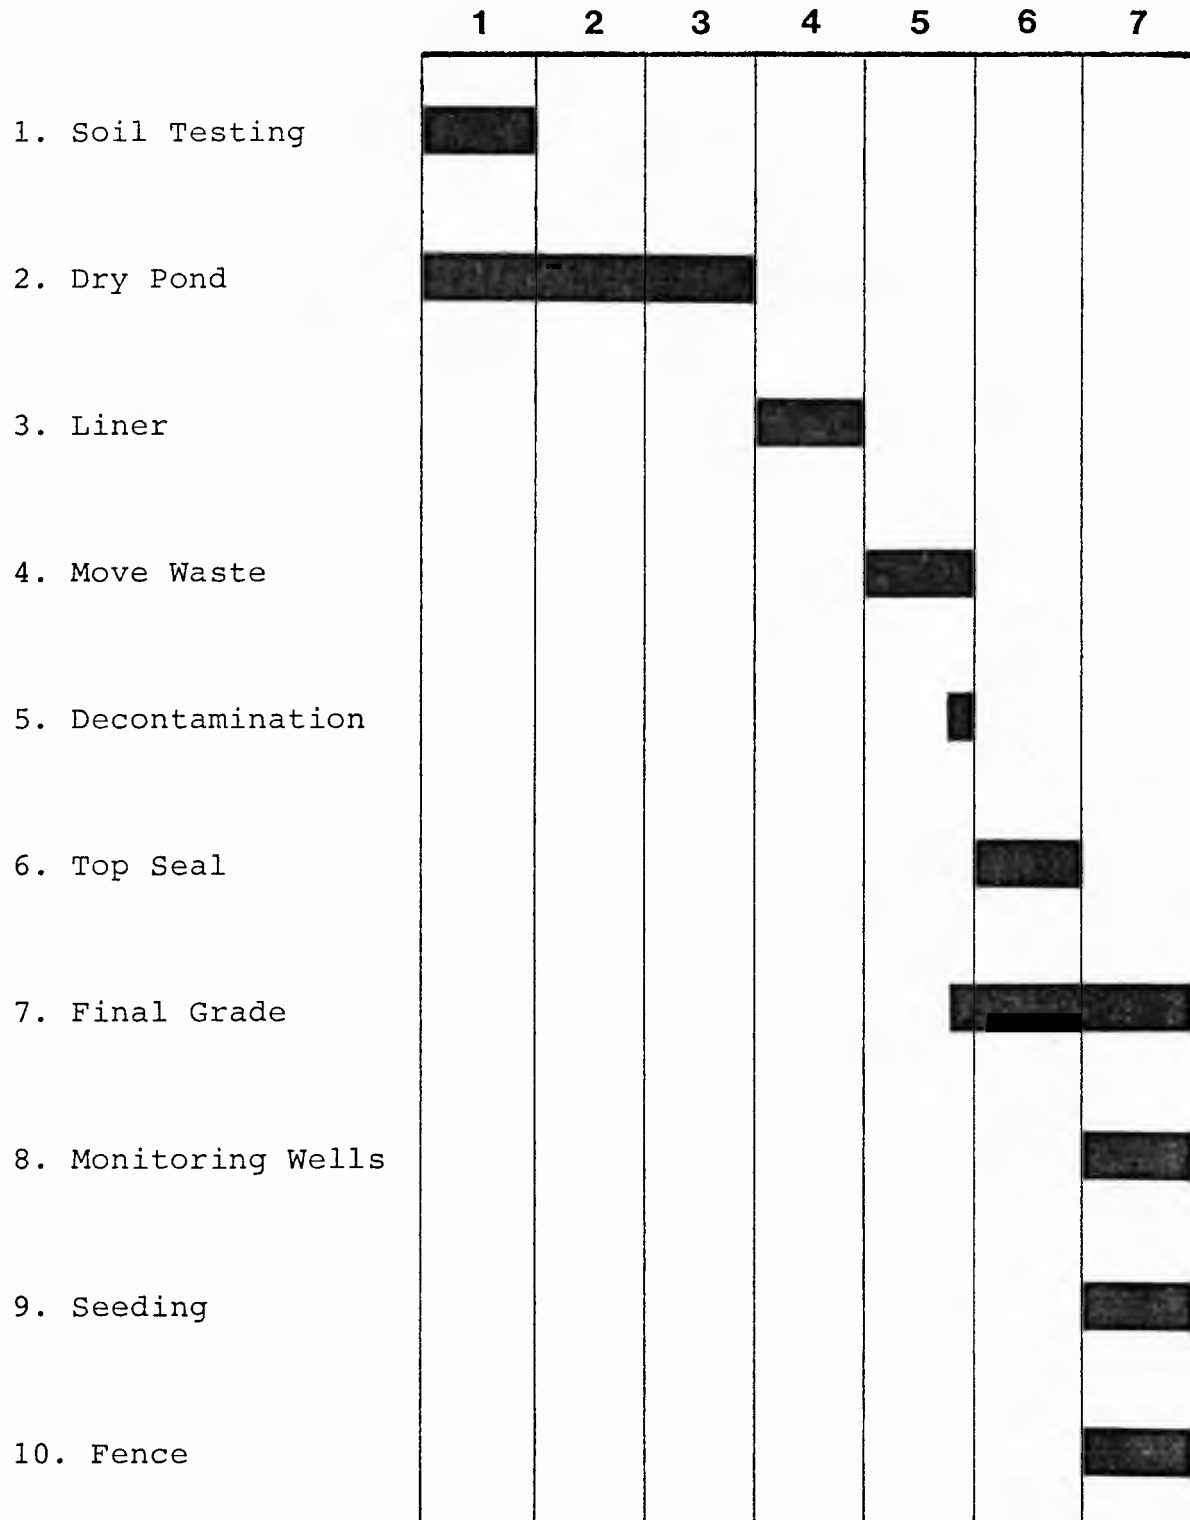 1 2 3 4 5 6 7
1. Soil Testing
2. Dry Pond
3. Liner
4. Move Waste
5. Decontamination
6. Top Seal
7. Final Grade
8. Monitoring Wells
9. Seeding
10. Fence